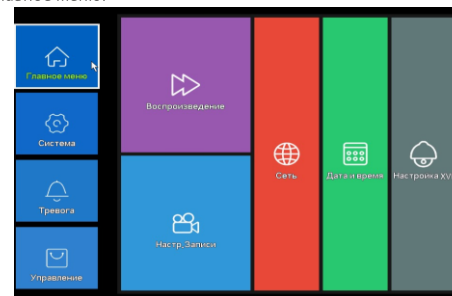 Главное меню
Система
Тревога
Управление
Воспроизведение
Настр.Записи
Сеть
Дата и время
Настройка XV